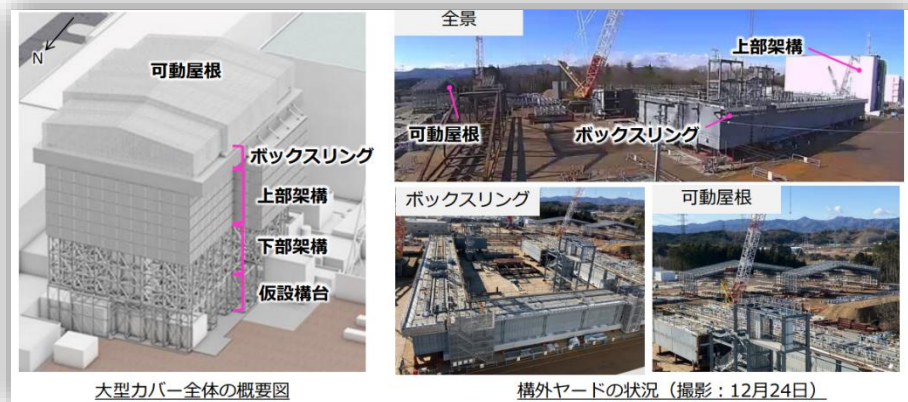 N
可動屋根
ボックスリング
上部架構
下部架構
仮設構台
大型カバー全体の概要図
全景
上部架構
可動屋根
ボックスリング
ボックスリング
可動屋根
構外ヤードの状況（撮影：12月24日）